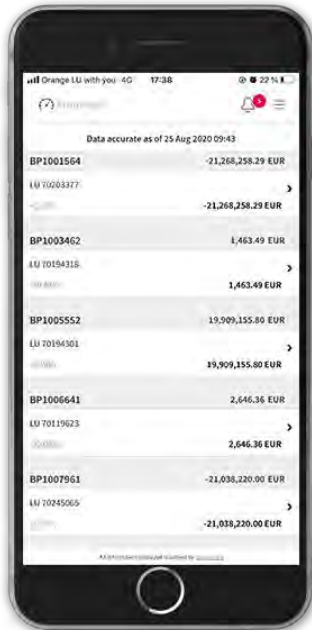 Orange LU with you 4G 17:38 22 %
5
Data accurate as of 25 Aug 2020 09:43
BP1001564 -21,268,258.29 EUR
LU 70203377
-21,268,258.29 EUR
BP1003462 1,463.49 EUR
LU 70194318
1,463.49 EUR
BP1005552 19,909,155.80 EUR
LU 70194301
19,909,155.80 EUR
BP1006641 2,646.36 EUR
LU 70119623
2,646.36 EUR
BP1007961 -21,038,220.00 EUR
LU 70245065
-21,038,220.00 EUR